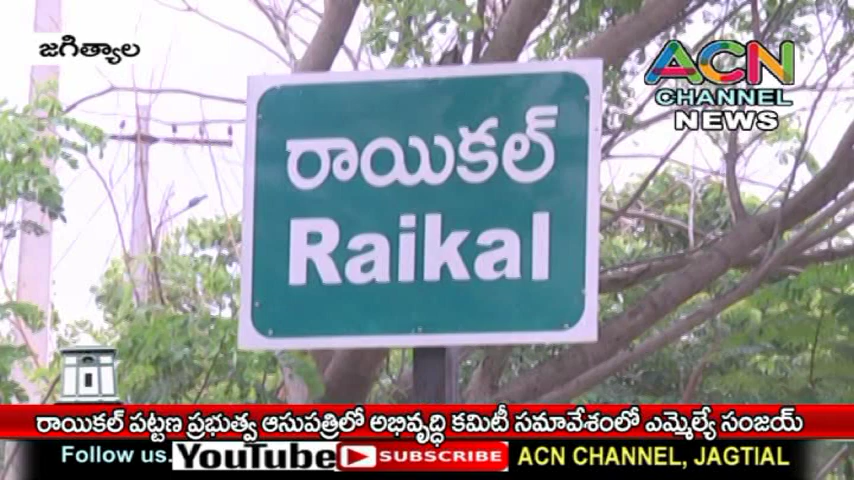 జగిత్యాల
ACN
CHANNEL
NEWS
రాయికల్
Raikal
రాయికల్ పట్టణ ప్రభుత్వ ఆసుపత్రిలో అభివృద్ధి కమిటీ సమావేశంలో ఎమ్మెల్యే సంజయ్
Follow us. YouTube SUBSCRIBE ACN CHANNEL, JAGTIAL